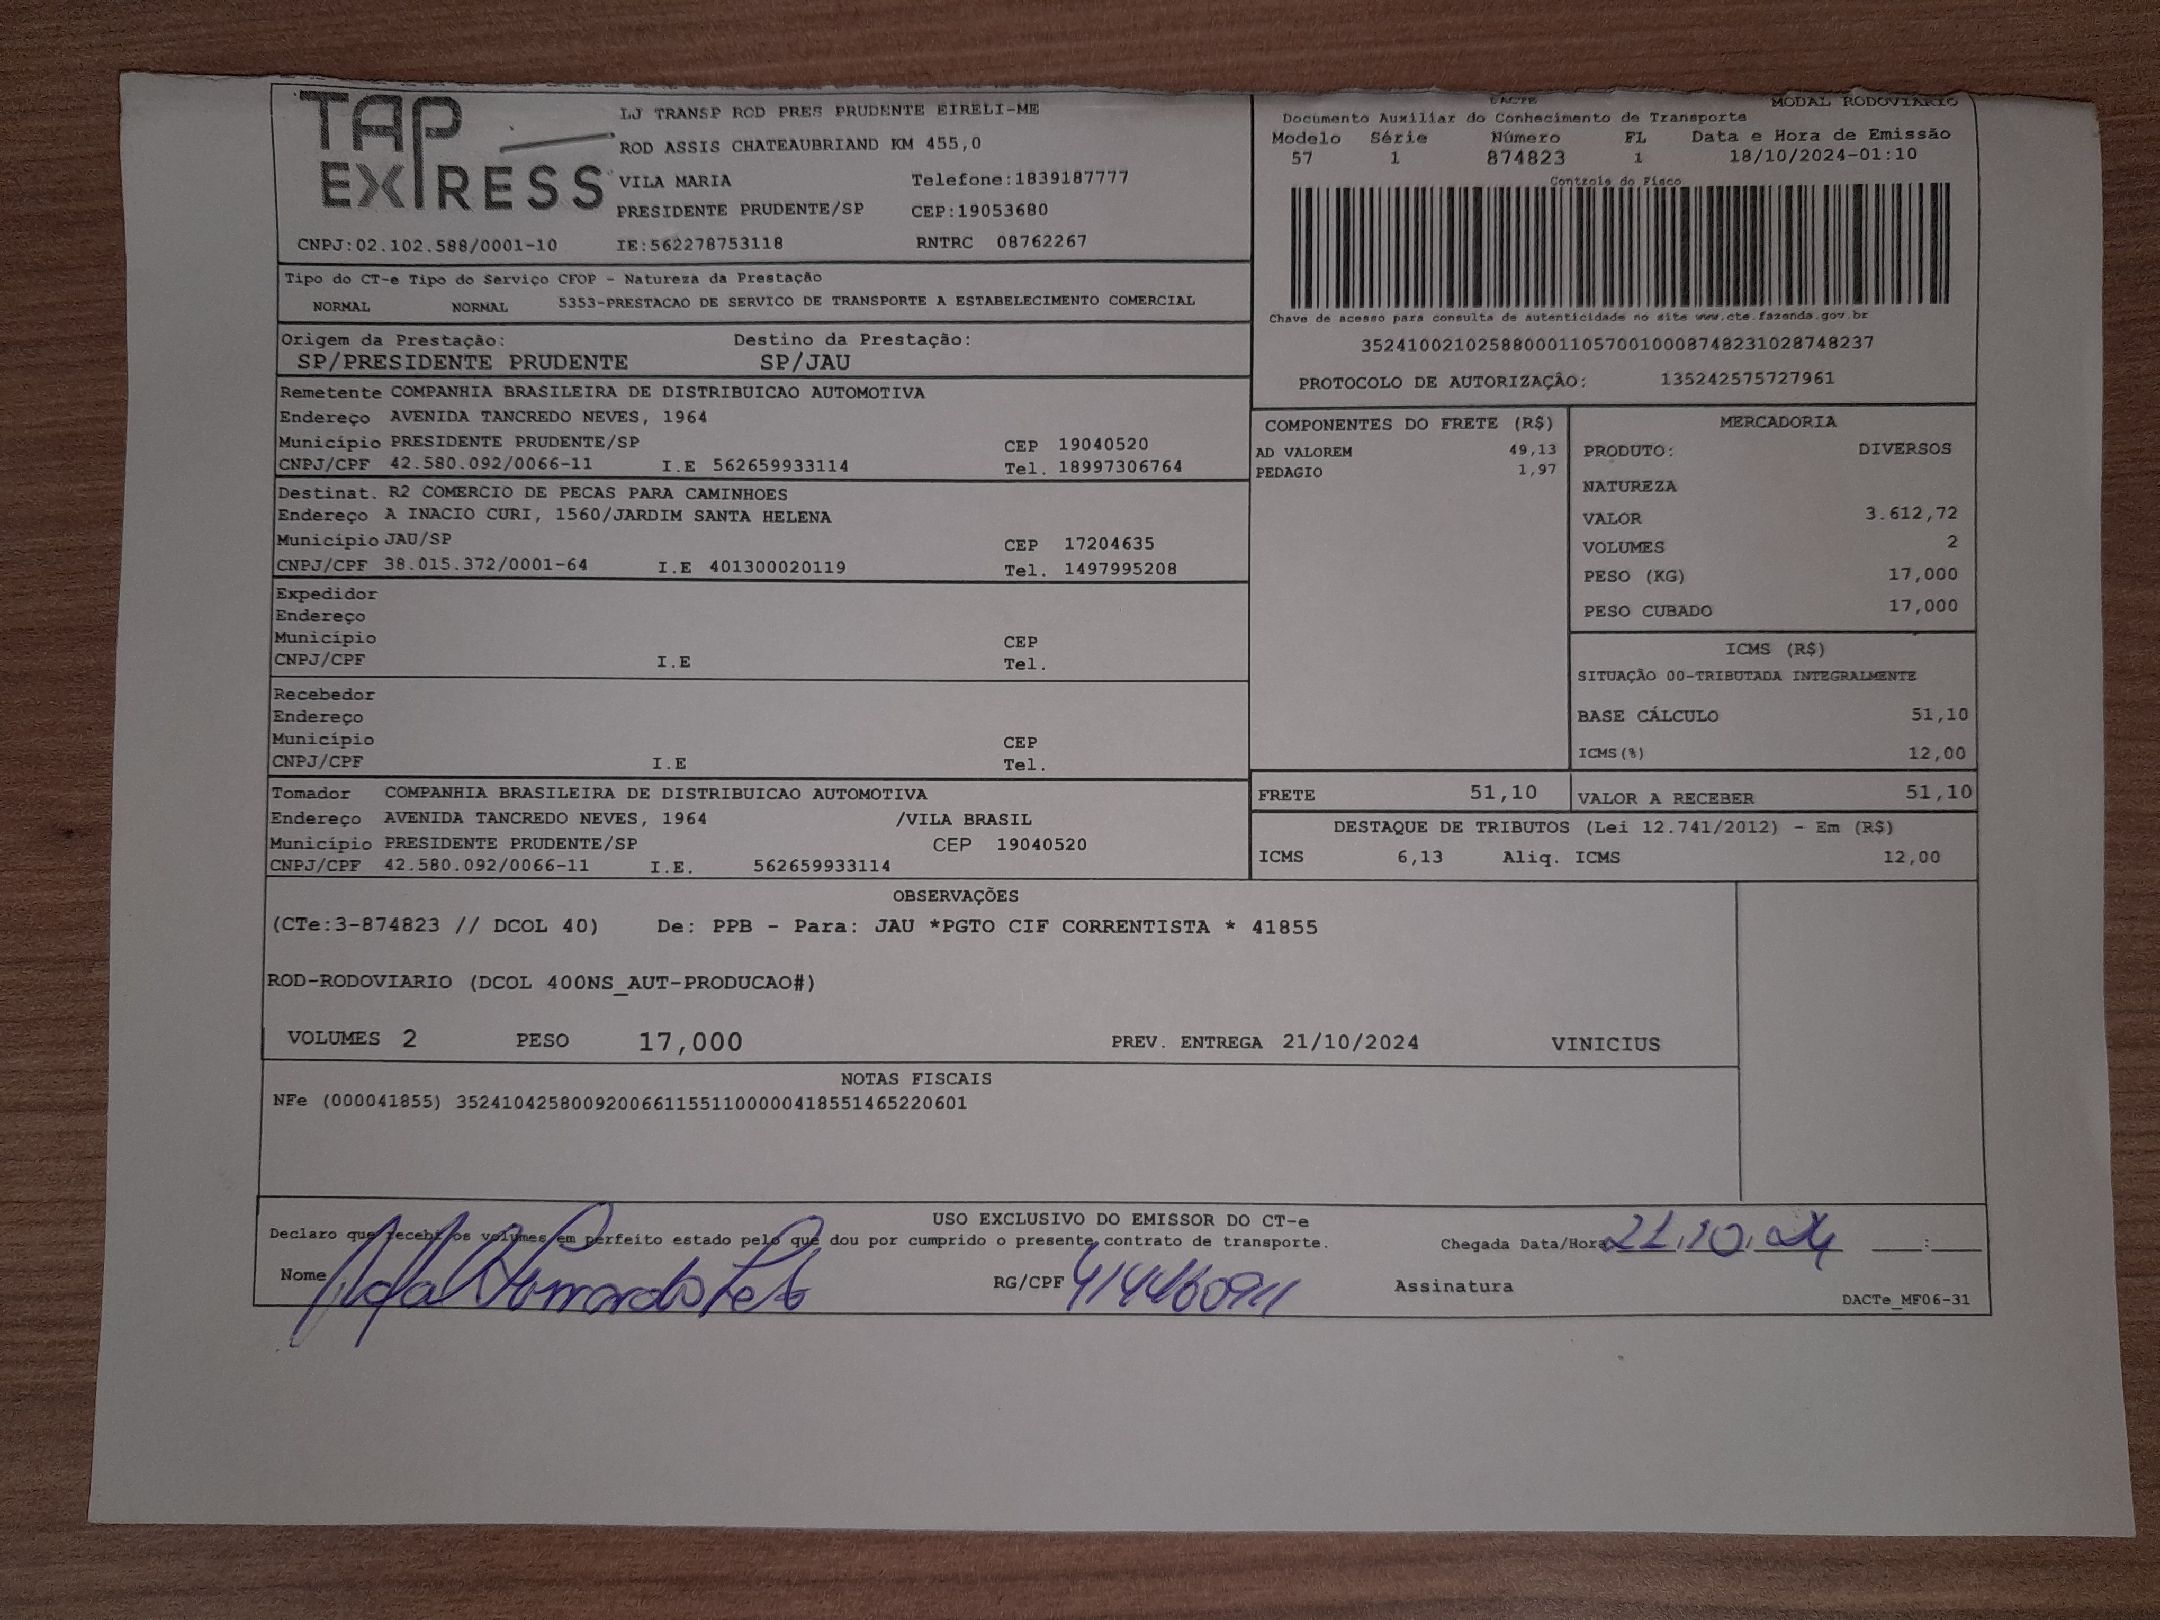 TAP EXPRESS
LJ TRANSP ROD PRES PRUDENTE EIRELI-ME
ROD ASSIS CHATEAUBRIAND KM 455,0
VILA MARIA Telefone:1839187777
PRESIDENTE PRUDENTE/SP CEP:19053680
CNPJ:02.102.588/0001-10 IE:562278753118 RNTRC 08762267
DACTE MODAL RODOVIÁRIO
Documento Auxiliar do Conhecimento de Transporte
Modelo Série Número FL Data e Hora de Emissão
57 1 874823 1 18/10/2024-01:10
Controle do Fisco
Chave de acesso para consulta de autenticidade no site www.cte.fazenda.gov.br
35241002102588000110570010008748231028748237
PROTOCOLO DE AUTORIZAÇÃO: 135242575727961
Tipo do CT-e Tipo do Serviço CFOP - Natureza da Prestação
NORMAL NORMAL 5353-PRESTACAO DE SERVICO DE TRANSPORTE A ESTABELECIMENTO COMERCIAL
Origem da Prestação: Destino da Prestação:
SP/PRESIDENTE PRUDENTE SP/JAU
Remetente COMPANHIA BRASILEIRA DE DISTRIBUICAO AUTOMOTIVA
Endereço AVENIDA TANCREDO NEVES, 1964
Município PRESIDENTE PRUDENTE/SP CEP 19040520
CNPJ/CPF 42.580.092/0066-11 I.E 562659933114 Tel. 18997306764
Destinat. R2 COMERCIO DE PECAS PARA CAMINHOES
Endereço A INACIO CURI, 1560/JARDIM SANTA HELENA
Município JAU/SP CEP 17204635
CNPJ/CPF 38.015.372/0001-64 I.E 401300020119 Tel. 1497995208
Expedidor
Endereço
Município CEP
CNPJ/CPF I.E Tel.
Recebedor
Endereço
Município CEP
CNPJ/CPF I.E Tel.
Tomador COMPANHIA BRASILEIRA DE DISTRIBUICAO AUTOMOTIVA
Endereço AVENIDA TANCREDO NEVES, 1964 /VILA BRASIL
Município PRESIDENTE PRUDENTE/SP CEP 19040520
CNPJ/CPF 42.580.092/0066-11 I.E. 562659933114
COMPONENTES DO FRETE (R$)
AD VALOREM 49,13
PEDAGIO 1,97
MERCADORIA
PRODUTO: DIVERSOS
NATUREZA
VALOR 3.612,72
VOLUMES 2
PESO (KG) 17,000
PESO CUBADO 17,000
ICMS (R$)
SITUAÇÃO 00-TRIBUTADA INTEGRALMENTE
BASE CÁLCULO 51,10
ICMS(%) 12,00
FRETE 51,10 VALOR A RECEBER 51,10
DESTAQUE DE TRIBUTOS (Lei 12.741/2012) - Em (R$)
ICMS 6,13 Aliq. ICMS 12,00
OBSERVAÇÕES
(CTe:3-874823 // DCOL 40) De: PPB - Para: JAU *PGTO CIF CORRENTISTA * 41855
ROD-RODOVIARIO (DCOL 400NS_AUT-PRODUCAO#)
VOLUMES 2 PESO 17,000 PREV. ENTREGA 21/10/2024 VINICIUS
NOTAS FISCAIS
NFe (000041855) 35241042580092006611551100000418551465220601
USO EXCLUSIVO DO EMISSOR DO CT-e
Declaro que recebi os volumes em perfeito estado pelo que dou por cumprido o presente contrato de transporte. Chegada Data/Hora 21.10.24 :
Nome RG/CPF Assinatura
DACTe_MF06-31